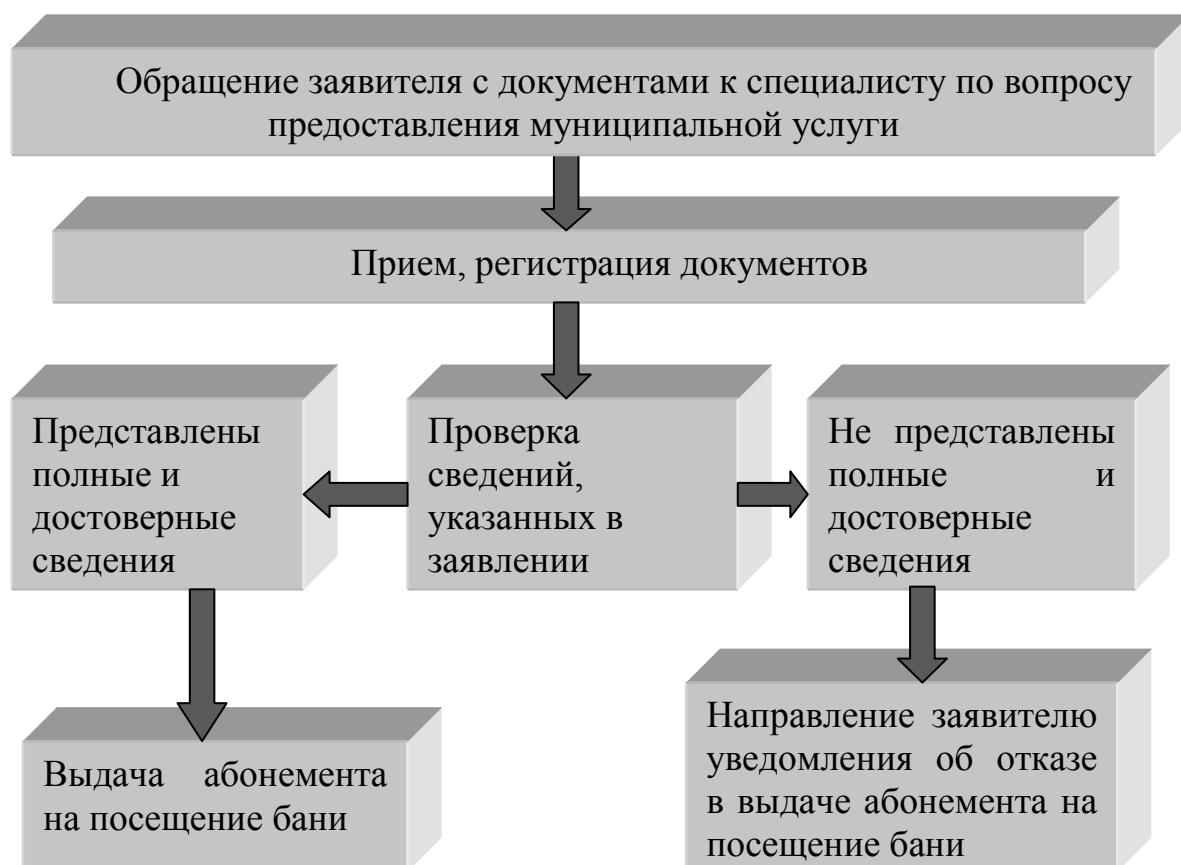 Обращение заявителя с документами к специалисту по вопросу
предоставления муниципальной услуги
Прием, регистрация документов
Представлены
полные и
достоверные
сведения
Проверка
сведений,
указанных в
заявлении
Не представлены
полные и
достоверные
сведения
Выдача абонемента
на посещение бани
Направление заявителю
уведомления об отказе
в выдаче абонемента на
посещение бани